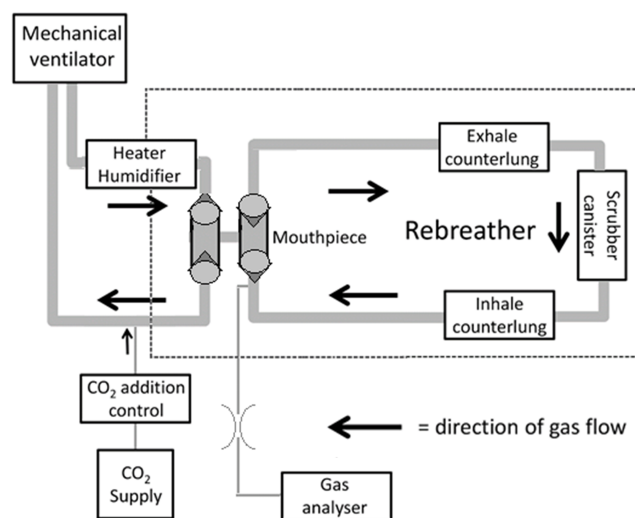 Mechanical
ventilator
Heater
Humidifier
Exhale
counterlung
Scrubber
canister
Rebreather
Mouthpiece
Inhale
counterlung
CO₂ addition
control
= direction of gas flow
CO₂
Supply
Gas
analyser